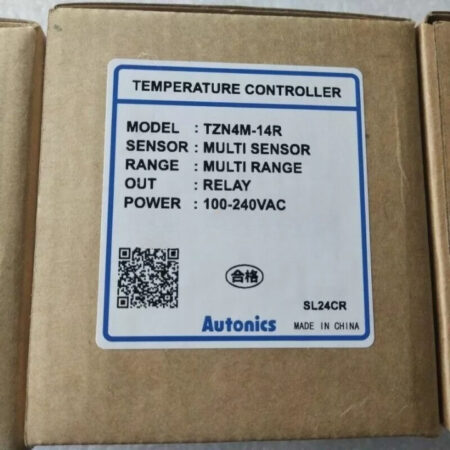 TEMPERATURE CONTROLLER
MODEL : TZN4M-14R
SENSOR : MULTI SENSOR
RANGE : MULTI RANGE
OUT : RELAY
POWER : 100-240VAC
合格
SL24CR
Autonics MADE IN CHINA